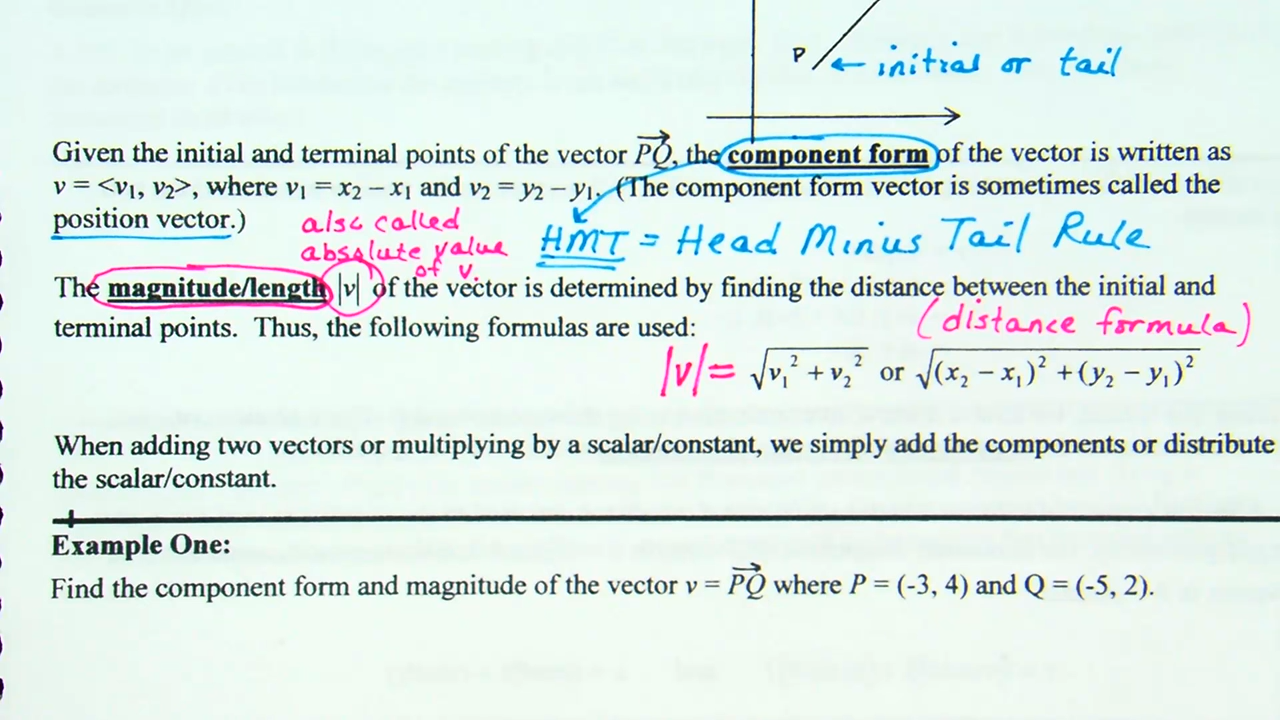 P ← initial or tail
Given the initial and terminal points of the vector PQ⃗, the component form of the vector is written as
v = <v₁, v₂>, where v₁ = x₂ − x₁ and v₂ = y₂ − y₁. (The component form vector is sometimes called the
position vector.)
also called
absolute value
of v.
HMT = Head Minus Tail Rule
The magnitude/length |v| of the vector is determined by finding the distance between the initial and
terminal points. Thus, the following formulas are used:
(distance formula)
|v| = √(v₁² + v₂²) or √((x₂ − x₁)² + (y₂ − y₁)²)
When adding two vectors or multiplying by a scalar/constant, we simply add the components or distribute
the scalar/constant.
Example One:
Find the component form and magnitude of the vector v = PQ⃗ where P = (-3, 4) and Q = (-5, 2).